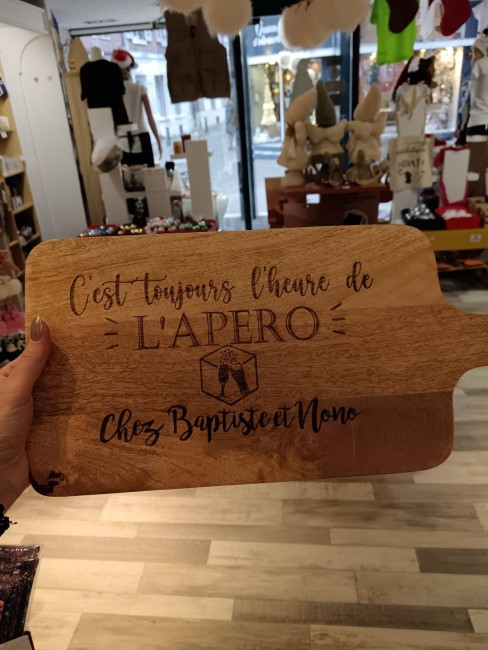 C'est toujours l'heure de
L'APERO
Chez Baptiste et Nono